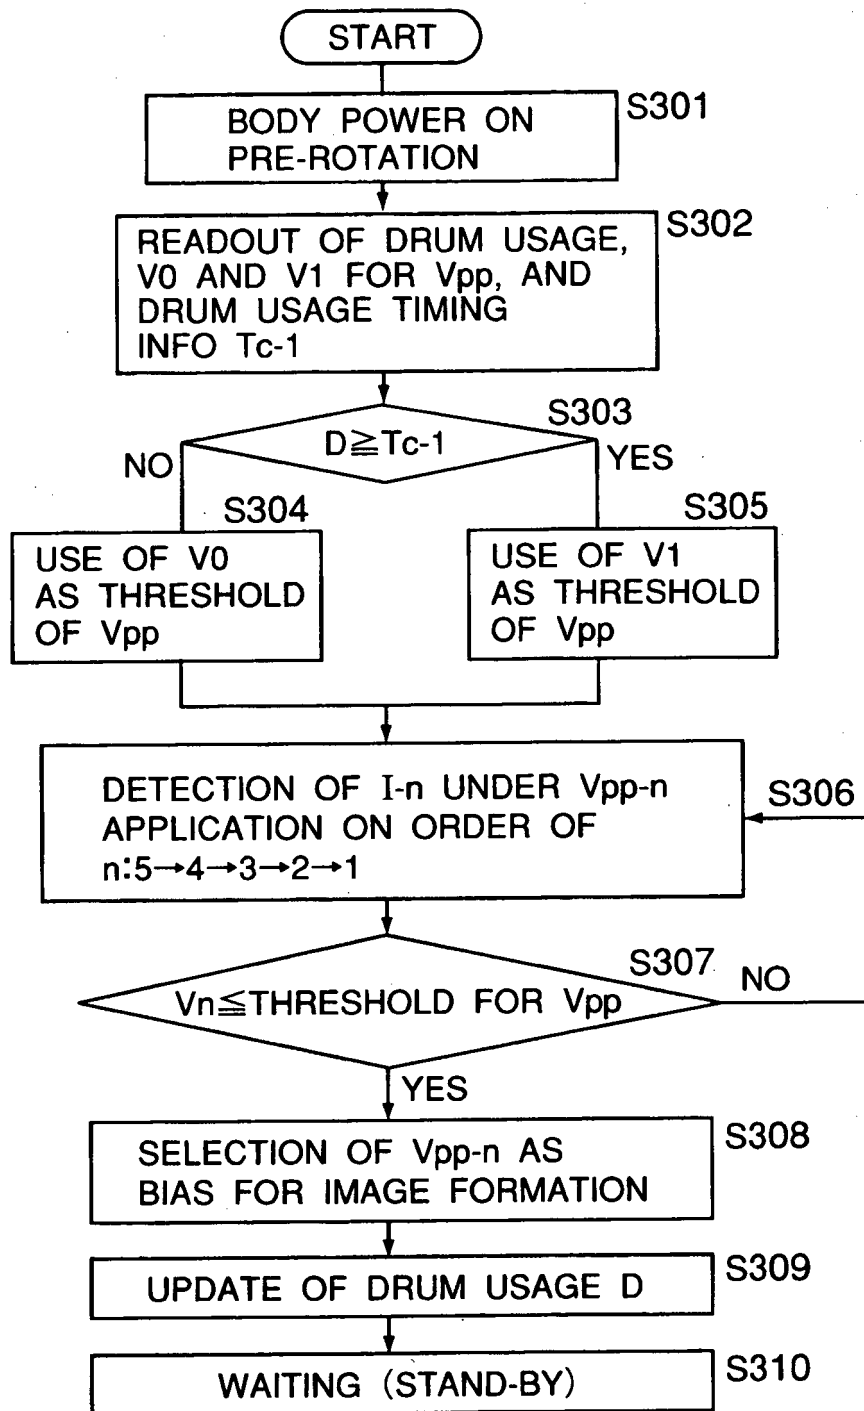 START
BODY POWER ON
PRE-ROTATION
S301
READOUT OF DRUM USAGE,
V0 AND V1 FOR Vpp, AND
DRUM USAGE TIMING
INFO Tc-1
S302
D≧Tc-1
S303
NO
YES
S304
USE OF V0
AS THRESHOLD
OF Vpp
S305
USE OF V1
AS THRESHOLD
OF Vpp
DETECTION OF I-n UNDER Vpp-n
APPLICATION ON ORDER OF
n:5→4→3→2→1
S306
Vn≦THRESHOLD FOR Vpp
S307
NO
YES
SELECTION OF Vpp-n AS
BIAS FOR IMAGE FORMATION
S308
UPDATE OF DRUM USAGE D
S309
WAITING (STAND-BY)
S310